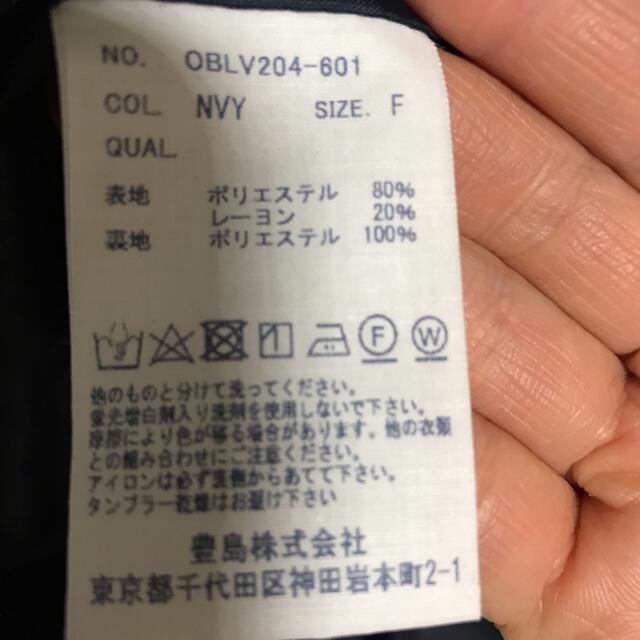 NO. OBLV204-601
COL NVY SIZE. F
QUAL
表地 ポリエステル 80%
レーヨン 20%
裏地 ポリエステル 100%
F W
他のものと分けて洗ってください。
蛍光増白剤入り洗剤を使用しないで下さい。
摩擦により色が移る場合があります。他の衣類
との組み合わせにご注意ください。
アイロンは必ず裏側からあてて下さい。
タンブラー乾燥はお避け下さい
豊島株式会社
東京都千代田区神田岩本町2-1